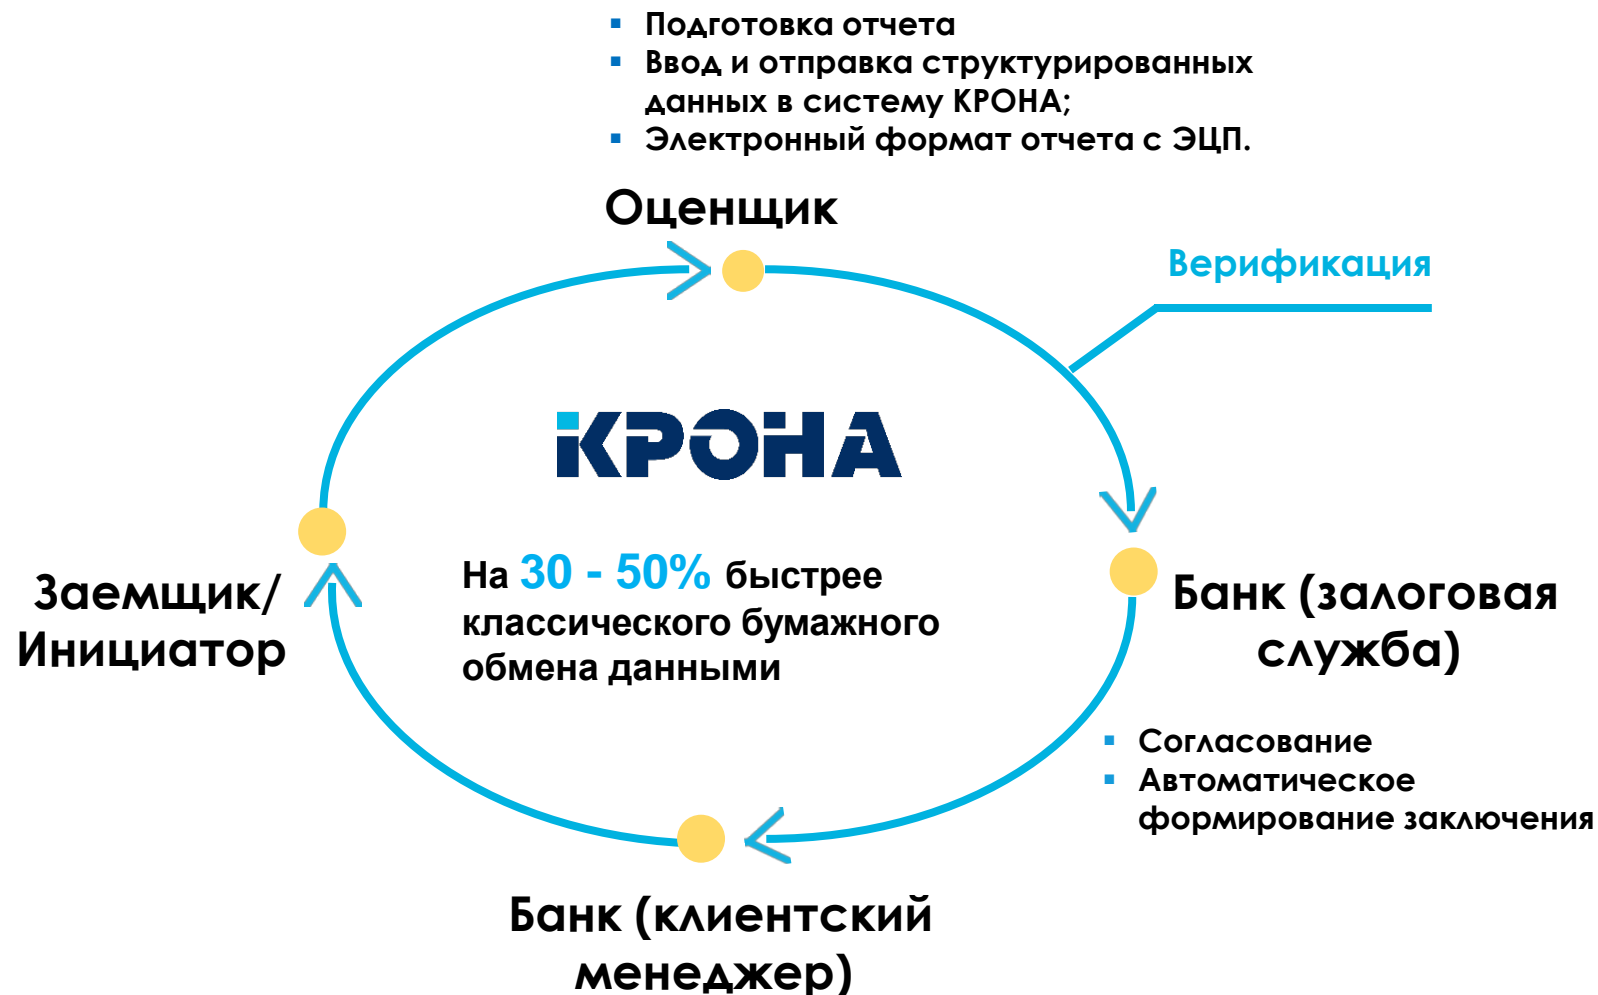 Подготовка отчета
Ввод и отправка структурированных
данных в систему КРОНА;
Электронный формат отчета с ЭЦП.
Оценщик
Верификация
КРОНА
На 30 - 50% быстрее
классического бумажного
обмена данными
Заемщик/
Инициатор
Банк (залоговая
служба)
Согласование
Автоматическое
формирование заключения
Банк (клиентский
менеджер)